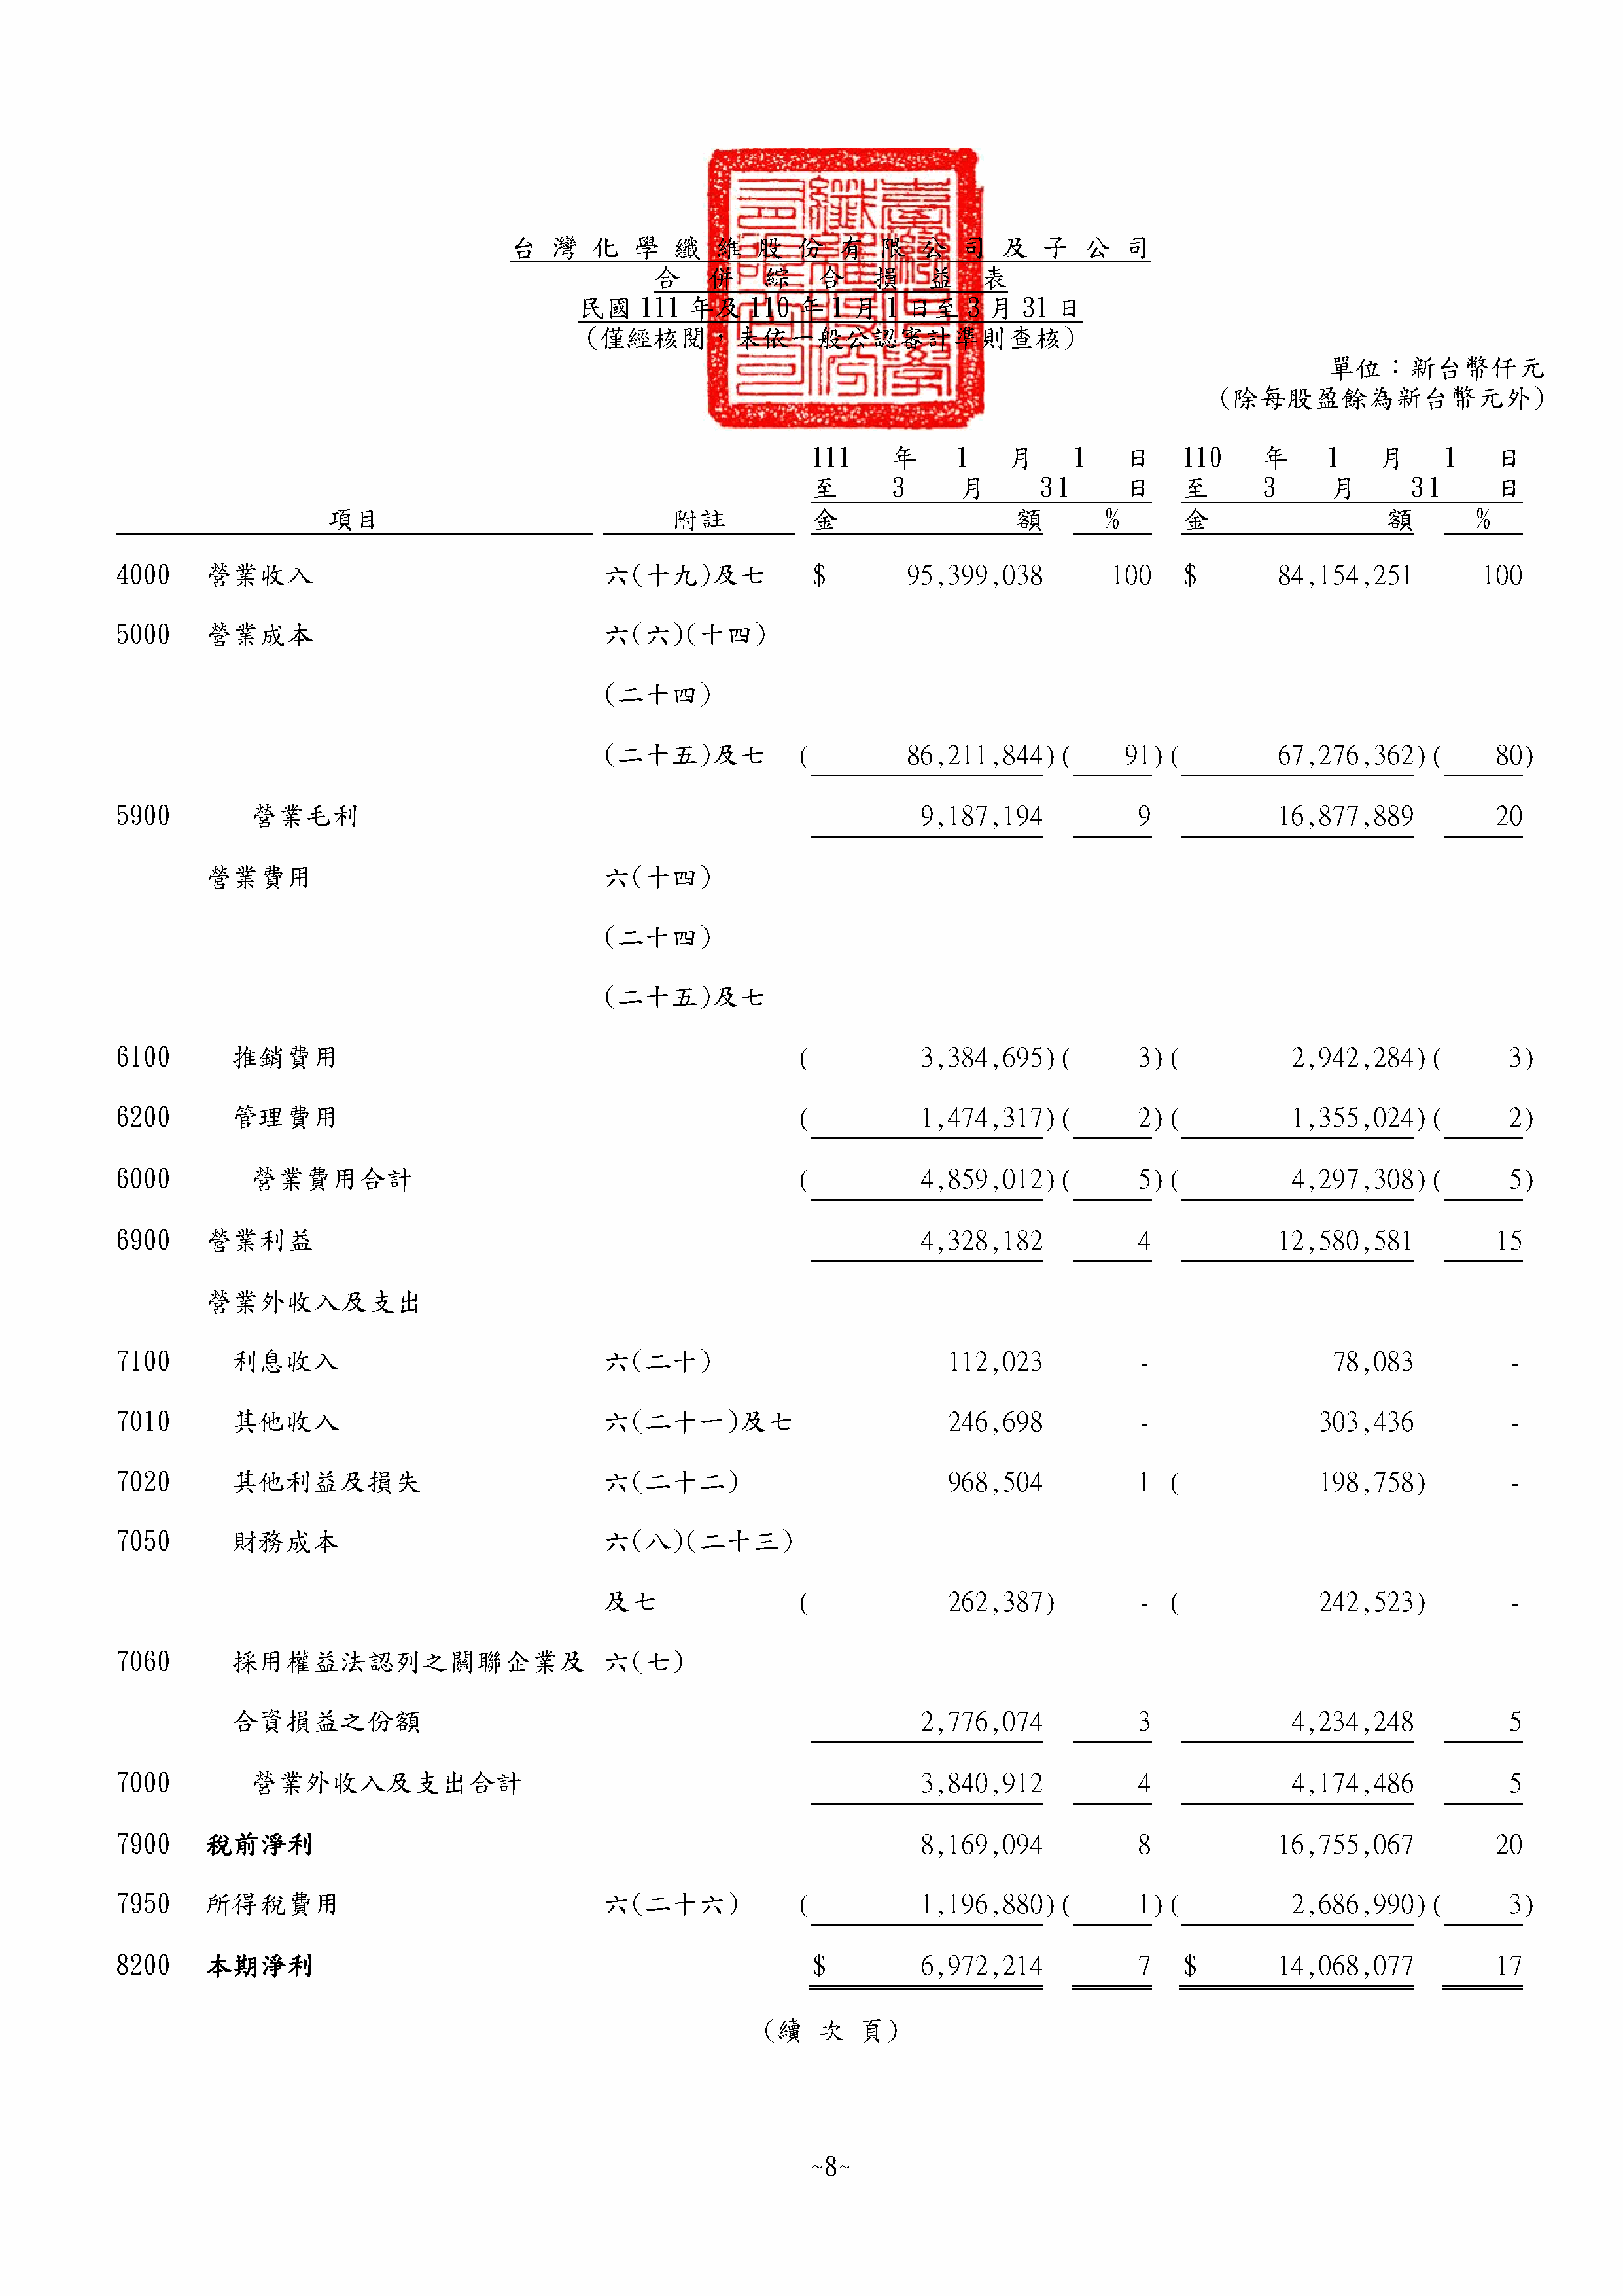 台灣化學纖維股份有限公司及子公司
合併綜合損益表
民國 111 年及 110 年 1 月 1 日至 3 月 31 日
(僅經核閱,未依一般公認審計準則查核)
單位:新台幣仟元
(除每股盈餘為新台幣元外)
111 年 1 月 1 日 110 年 1 月 1 日
至 3 月 31 日 至 3 月 31 日
項目 附註 金 額 % 金 額 %
4000 營業收入 六(十九)及七 $ 95,399,038 100 $ 84,154,251 100
5000 營業成本 六(六)(十四)
(二十四)
(二十五)及七 ( 86,211,844)( 91)( 67,276,362)( 80)
5900 營業毛利 9,187,194 9 16,877,889 20
營業費用 六(十四)
(二十四)
(二十五)及七
6100 推銷費用 ( 3,384,695)( 3)( 2,942,284)( 3)
6200 管理費用 ( 1,474,317)( 2)( 1,355,024)( 2)
6000 營業費用合計 ( 4,859,012)( 5)( 4,297,308)( 5)
6900 營業利益 4,328,182 4 12,580,581 15
營業外收入及支出
7100 利息收入 六(二十) 112,023 - 78,083 -
7010 其他收入 六(二十一)及七 246,698 - 303,436 -
7020 其他利益及損失 六(二十二) 968,504 1 ( 198,758) -
7050 財務成本 六(八)(二十三)
及七 ( 262,387) - ( 242,523) -
7060 採用權益法認列之關聯企業及 六(七)
合資損益之份額 2,776,074 3 4,234,248 5
7000 營業外收入及支出合計 3,840,912 4 4,174,486 5
7900 稅前淨利 8,169,094 8 16,755,067 20
7950 所得稅費用 六(二十六) ( 1,196,880)( 1)( 2,686,990)( 3)
8200 本期淨利 $ 6,972,214 7 $ 14,068,077 17
(續次頁)
~8~